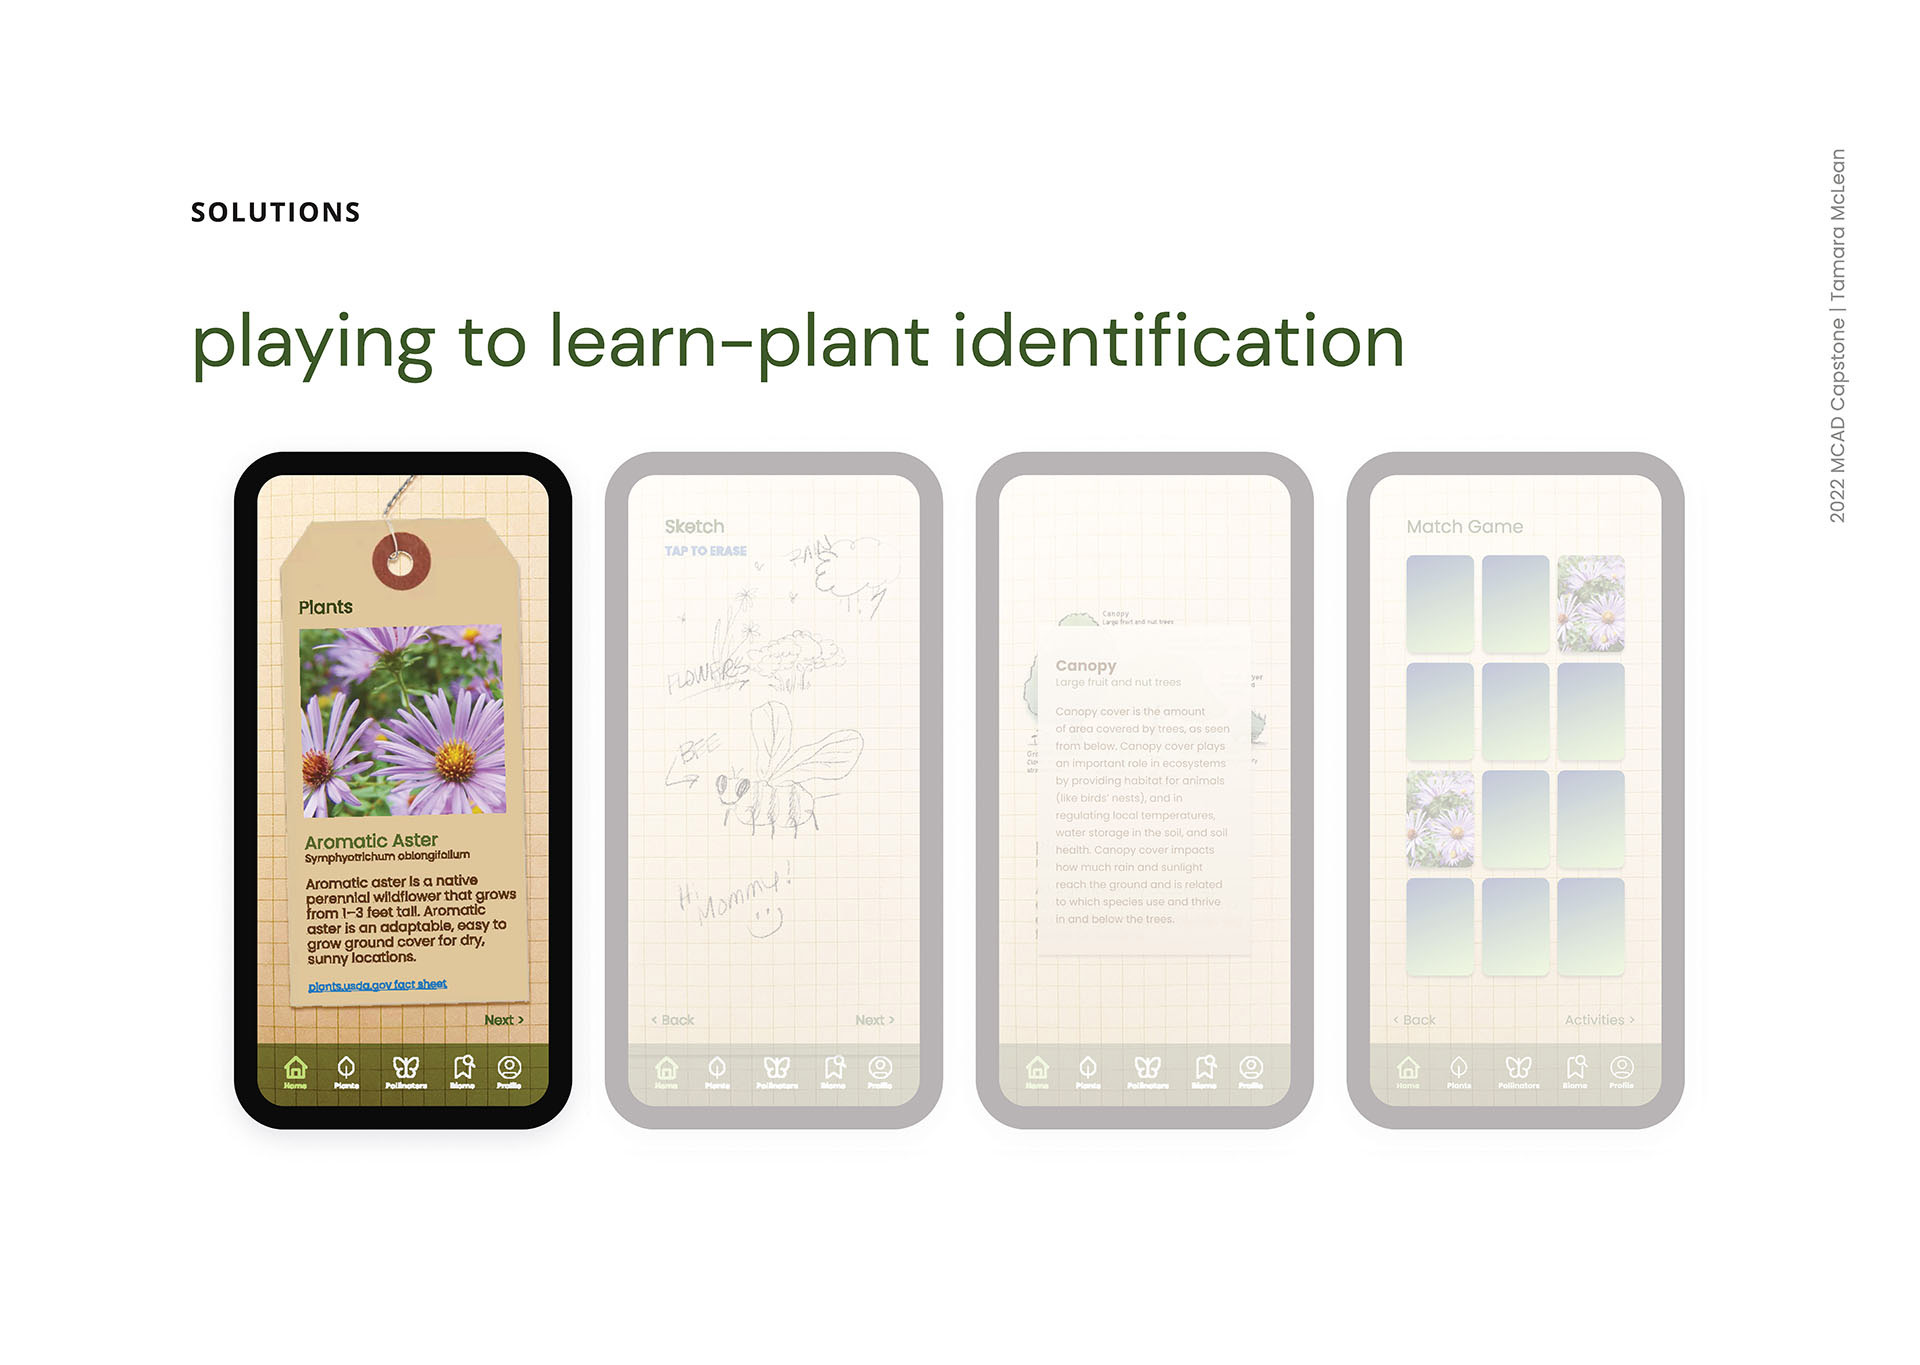 SOLUTIONS
playing to learn–plant identification
2022 MCAD Capstone | Tamara McLean
Plants
Aromatic Aster
Symphyotrichum oblongifolium
Aromatic aster is a native
perennial wildflower that grows
from 1–3 feet tall. Aromatic
aster is an adaptable, easy to
grow ground cover for dry,
sunny locations.
plants.usda.gov fact sheet
Next >
Home Plants Pollinators Biome Profile
Sketch
TAP TO ERASE
RAIN
FLOWERS
BEE
Hi Mommy!
< Back Next >
Home Plants Pollinators Biome Profile
Canopy
Large fruit and nut trees
Canopy
Large fruit and nut trees
Canopy cover is the amount
of area covered by trees, as seen
from below. Canopy cover plays
an important role in ecosystems
by providing habitat for animals
(like birds' nests), and in
regulating local temperatures,
water storage in the soil, and soil
health. Canopy cover impacts
how much rain and sunlight
reach the ground and is related
to which species use and thrive
in and below the trees.
Home Plants Pollinators Biome Profile
Match Game
< Back Activities >
Home Plants Pollinators Biome Profile